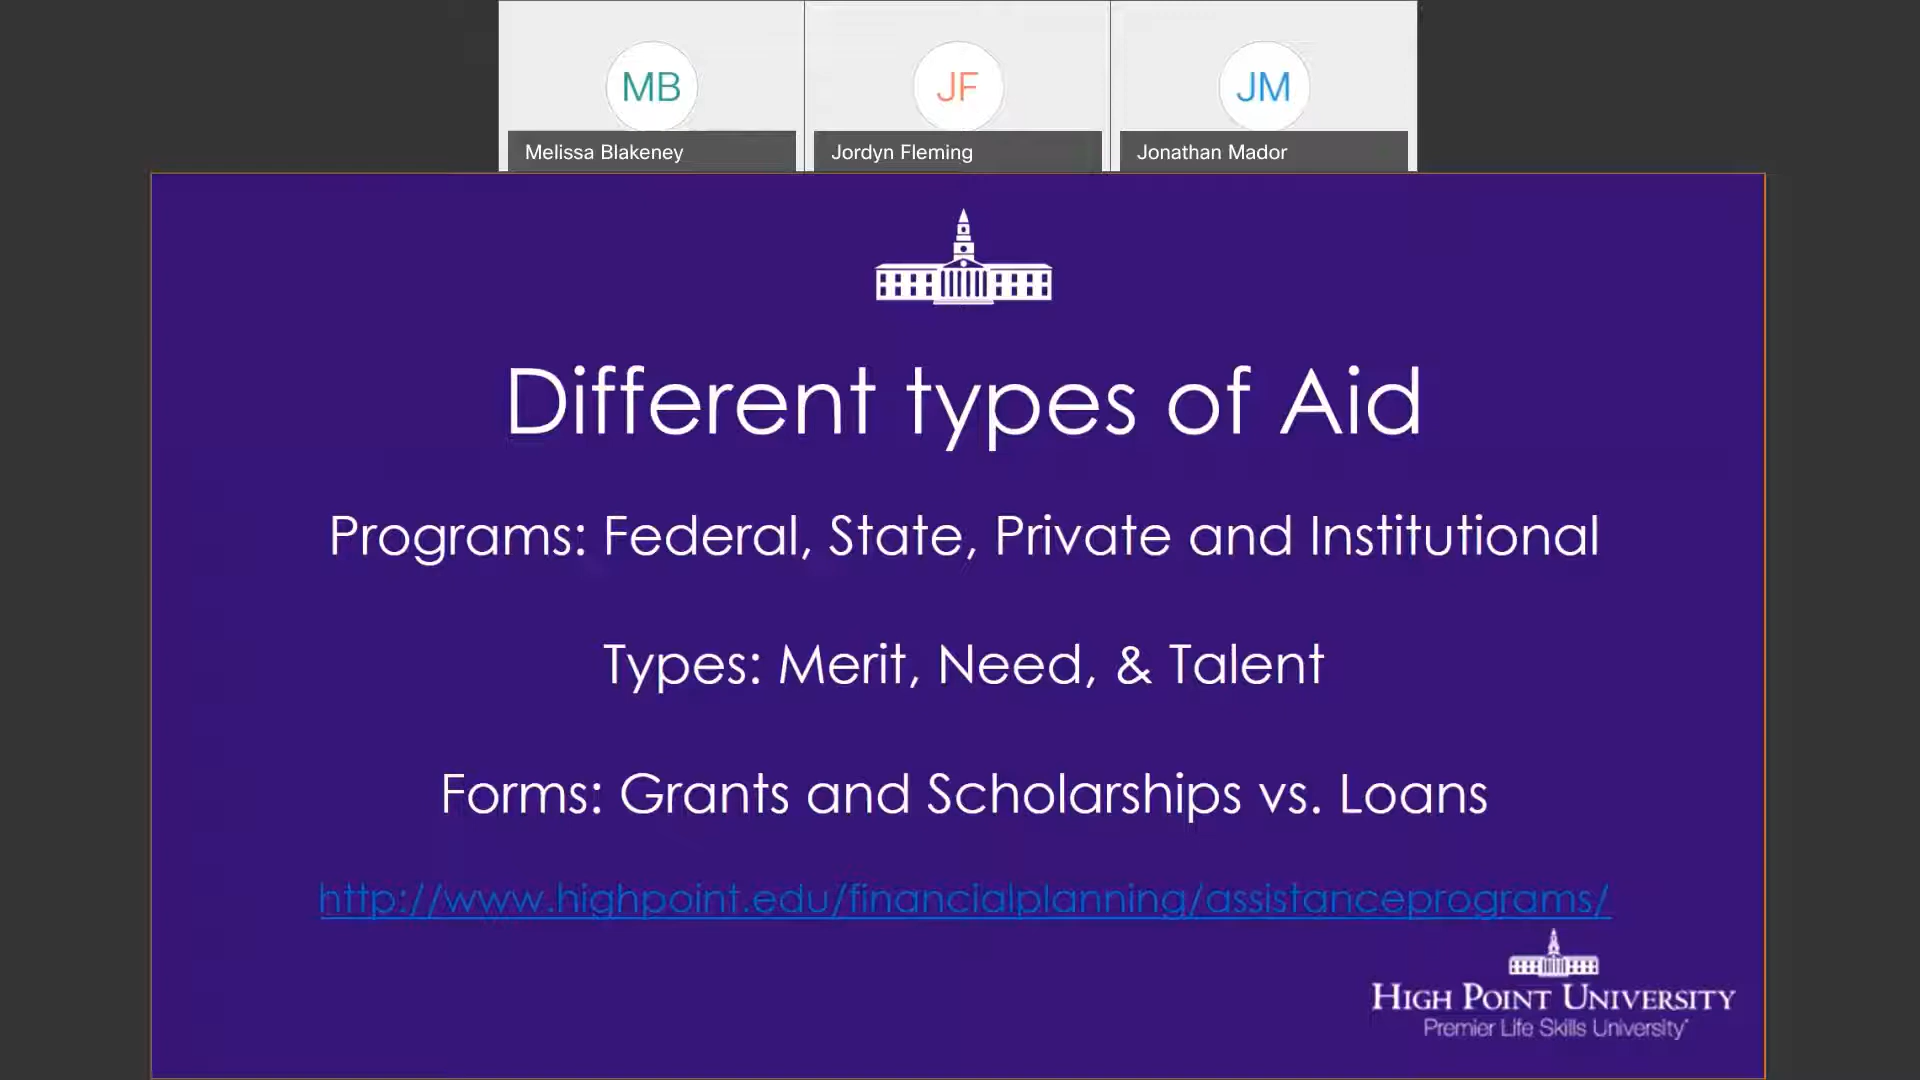 MB
JF
JM
Melissa Blakeney
Jordyn Fleming
Jonathan Mador
Different types of Aid
Programs: Federal, State, Private and Institutional
Types: Merit, Need, & Talent
Forms: Grants and Scholarships vs. Loans
http://www.highpoint.edu/financialplanning/assistanceprograms/
HIGH POINT UNIVERSITY
Premier Life Skills University